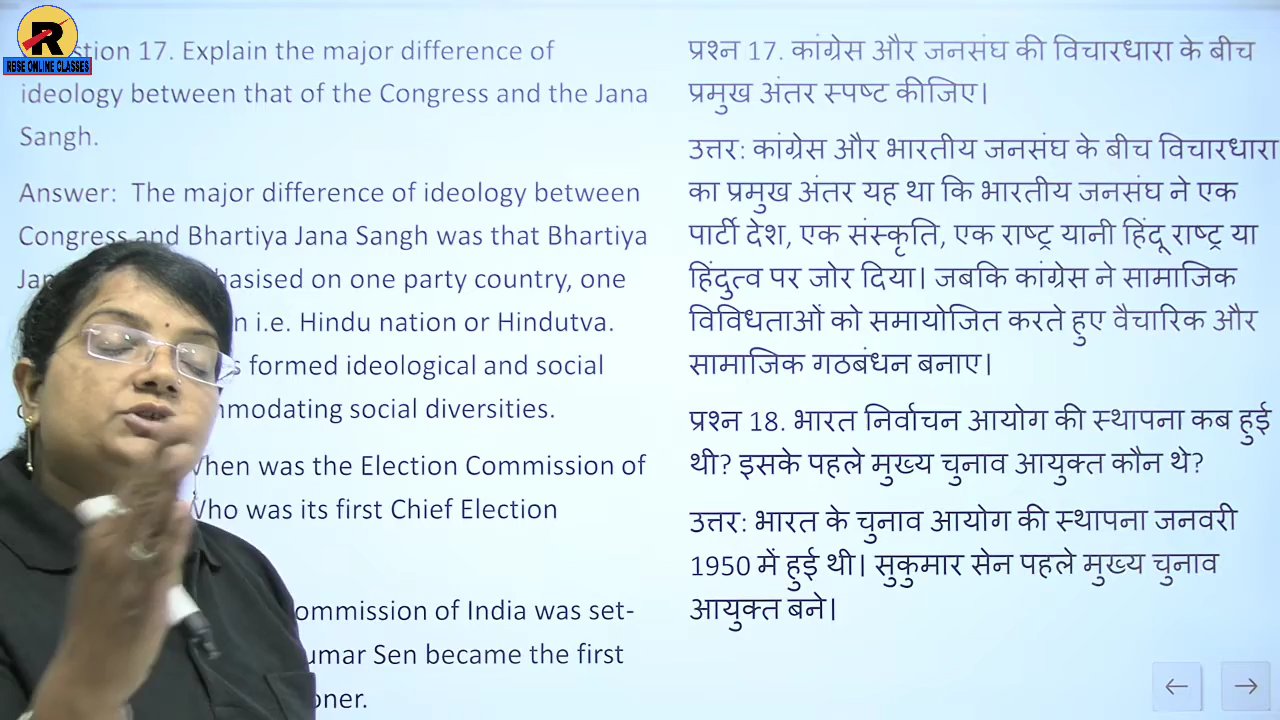 R
RBSE ONLINE CLASSES
stion 17. Explain the major difference of
ideology between that of the Congress and the Jana
Sangh.
Answer: The major difference of ideology between
Congress and Bhartiya Jana Sangh was that Bhartiya
hasised on one party country, one
n i.e. Hindu nation or Hindutva.
s formed ideological and social
mmodating social diversities.
When was the Election Commission of
Who was its first Chief Election
ommission of India was set-
umar Sen became the first
oner.
प्रश्न 17. कांग्रेस और जनसंघ की विचारधारा के बीच
प्रमुख अंतर स्पष्ट कीजिए।
उत्तर: कांग्रेस और भारतीय जनसंघ के बीच विचारधारा
का प्रमुख अंतर यह था कि भारतीय जनसंघ ने एक
पार्टी देश, एक संस्कृति, एक राष्ट्र यानी हिंदू राष्ट्र या
हिंदुत्व पर जोर दिया। जबकि कांग्रेस ने सामाजिक
विविधताओं को समायोजित करते हुए वैचारिक और
सामाजिक गठबंधन बनाए।
प्रश्न 18. भारत निर्वाचन आयोग की स्थापना कब हुई
थी? इसके पहले मुख्य चुनाव आयुक्त कौन थे?
उत्तर: भारत के चुनाव आयोग की स्थापना जनवरी
1950 में हुई थी। सुकुमार सेन पहले मुख्य चुनाव
आयुक्त बने।